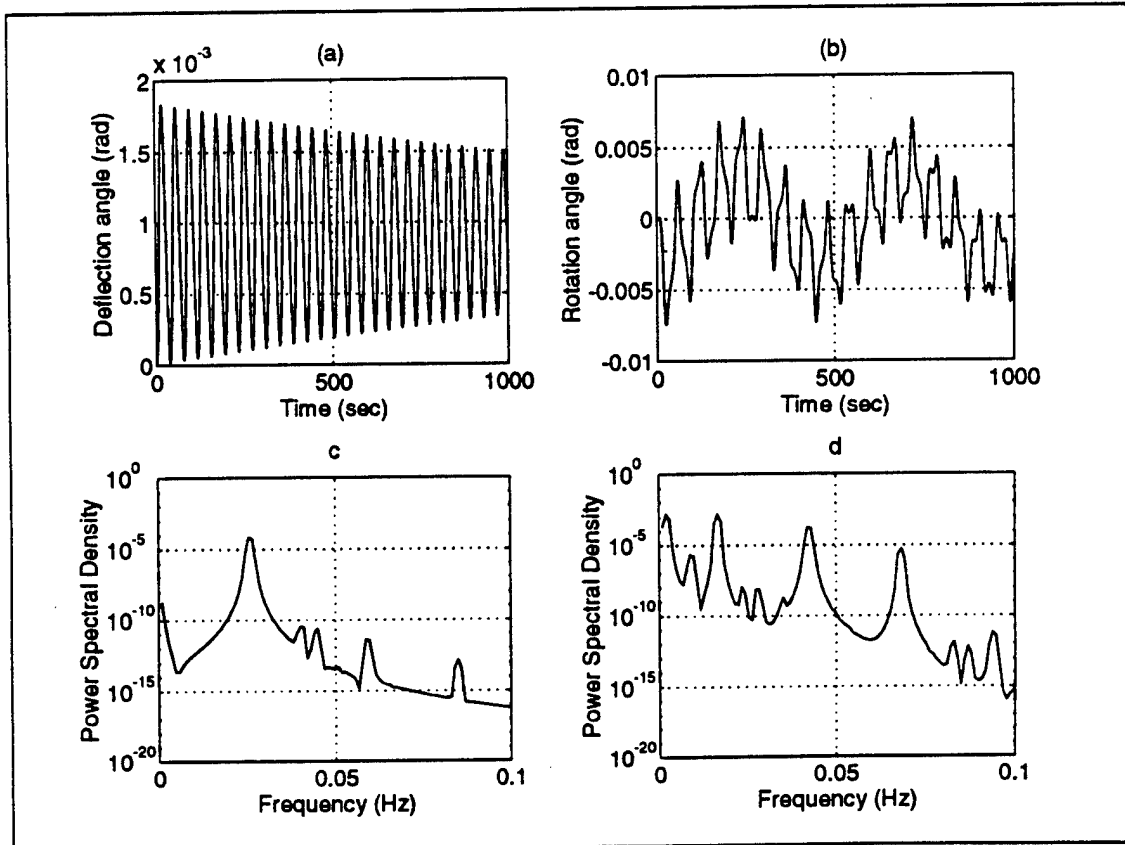 (a)
x 10^-3
2
1.5
1
0.5
0
Deflection angle (rad)
0 500 1000
Time (sec)
(b)
0.01
0.005
0
-0.005
-0.01
Rotation angle (rad)
0 500 1000
Time (sec)
c
10^0
10^-5
10^-10
10^-15
10^-20
Power Spectral Density
0 0.05 0.1
Frequency (Hz)
d
10^0
10^-5
10^-10
10^-15
10^-20
Power Spectral Density
0 0.05 0.1
Frequency (Hz)